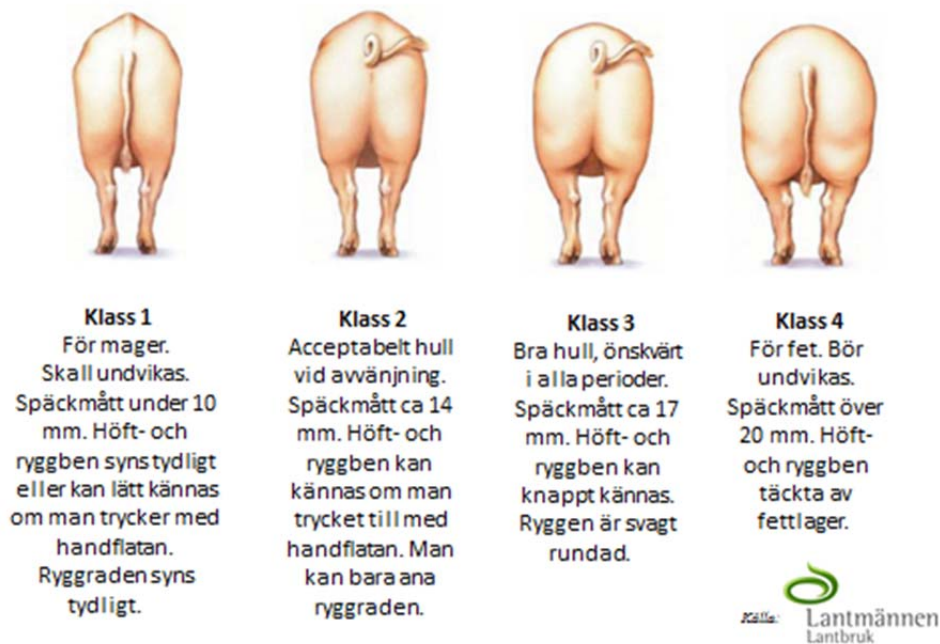 Klass 1
För mager.
Skall undvikas.
Späckmått under 10
mm. Höft- och
ryggben syns tydligt
eller kan lätt kännas
om man trycker med
handflatan.
Ryggraden syns
tydligt.
Klass 2
Acceptabelt hull
vid avvänjning.
Späckmått ca 14
mm. Höft- och
ryggben kan
kännas om man
trycket till med
handflatan. Man
kan bara ana
ryggraden.
Klass 3
Bra hull, önskvärt
i alla perioder.
Späckmått ca 17
mm. Höft- och
ryggben kan
knappt kännas.
Ryggen är svagt
rundad.
Klass 4
För fet. Bör
undvikas.
Späckmått över
20 mm. Höft-
och ryggben
täckta av
fettlager.
Källa:
Lantmännen
Lantbruk